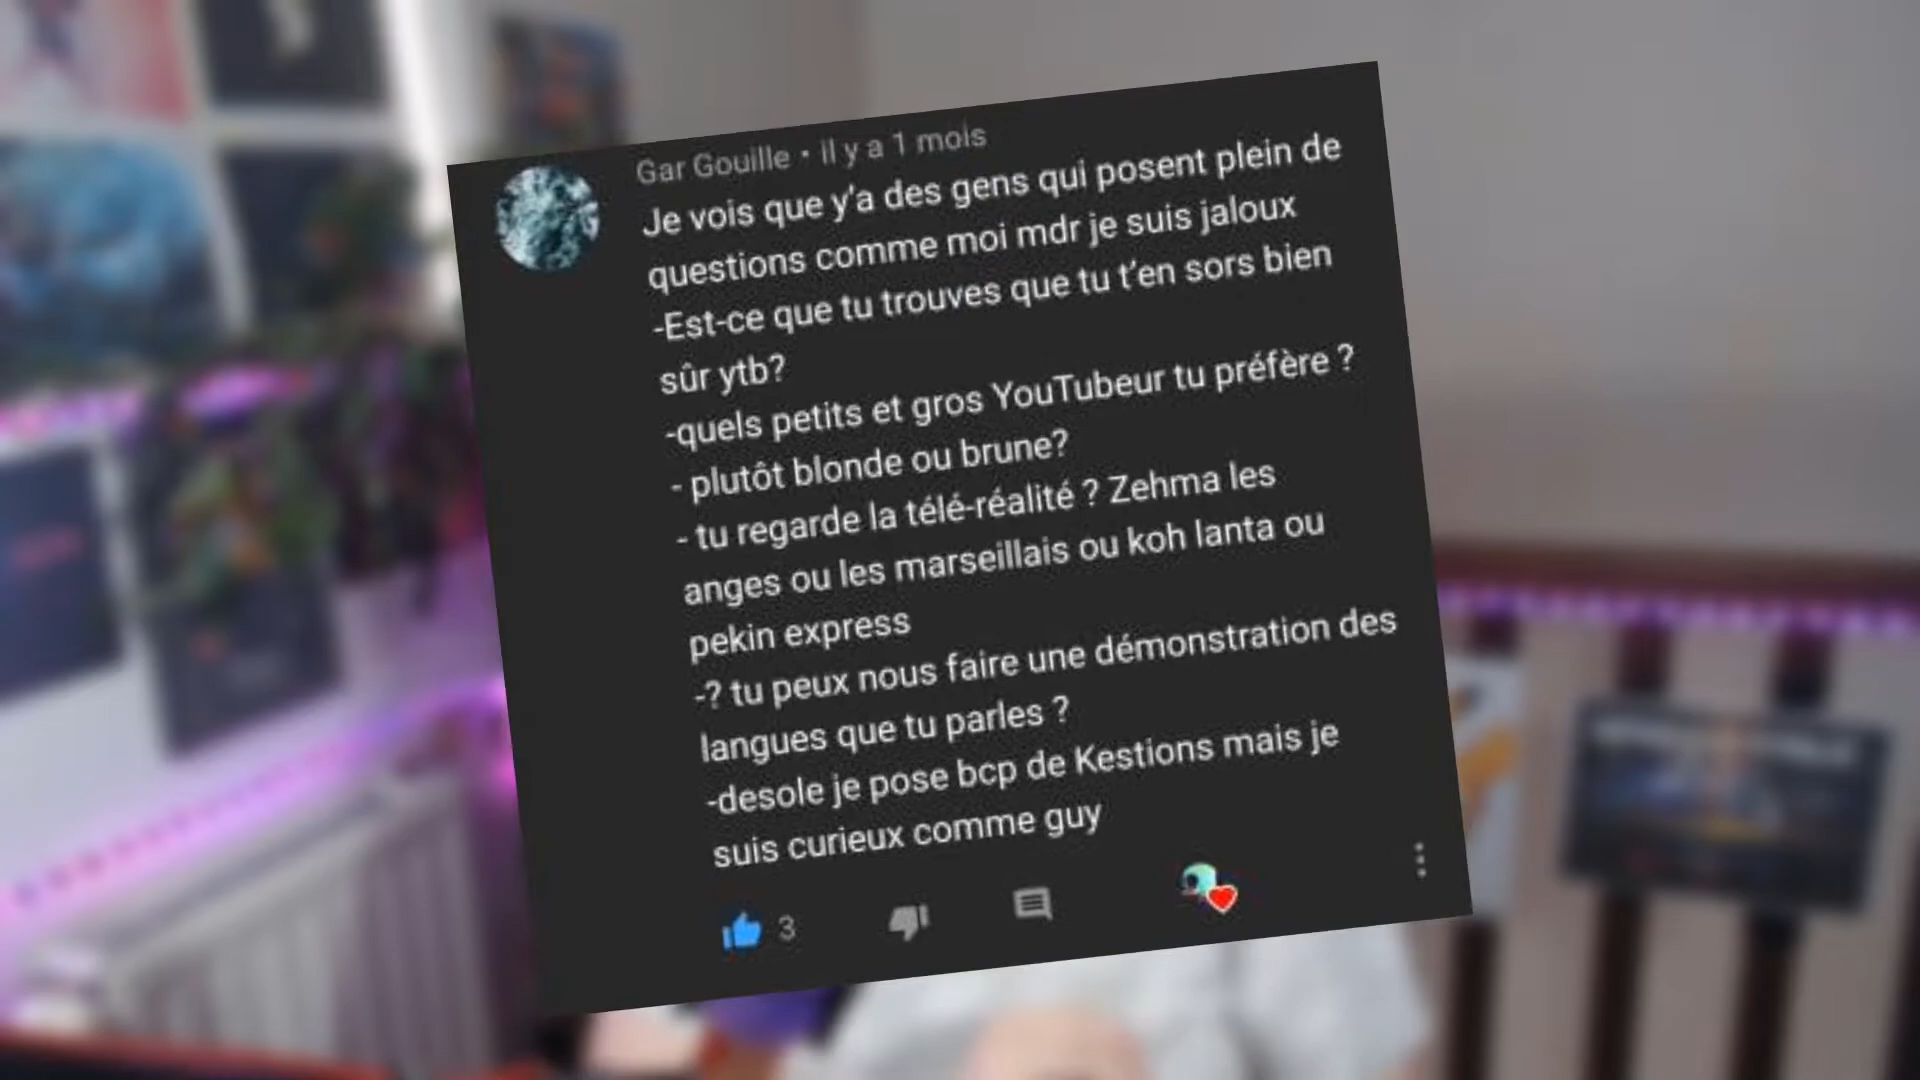 Gar Gouille • il y a 1 mois
Je vois que y'a des gens qui posent plein de
questions comme moi mdr je suis jaloux
-Est-ce que tu trouves que tu t'en sors bien
sûr ytb?
-quels petits et gros YouTubeur tu préfère ?
- plutôt blonde ou brune?
- tu regarde la télé-réalité ? Zehma les
anges ou les marseillais ou koh lanta ou
pekin express
-? tu peux nous faire une démonstration des
langues que tu parles ?
-desole je pose bcp de Kestions mais je
suis curieux comme guy
3